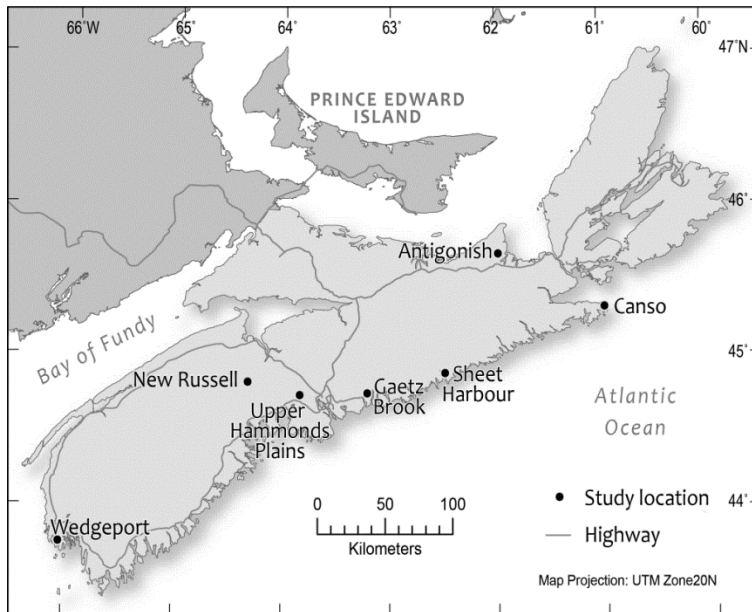 66°W 65° 64° 63° 62° 61° 60°
47°N
PRINCE EDWARD
ISLAND
46°
Antigonish
Canso
Bay of Fundy
45°
New Russell
Sheet
Harbour
Gaetz
Brook
Upper
Hammonds
Plains
Atlantic
Ocean
44°
Wedgeport
0 50 100
Kilometers
Study location
Highway
Map Projection: UTM Zone20N